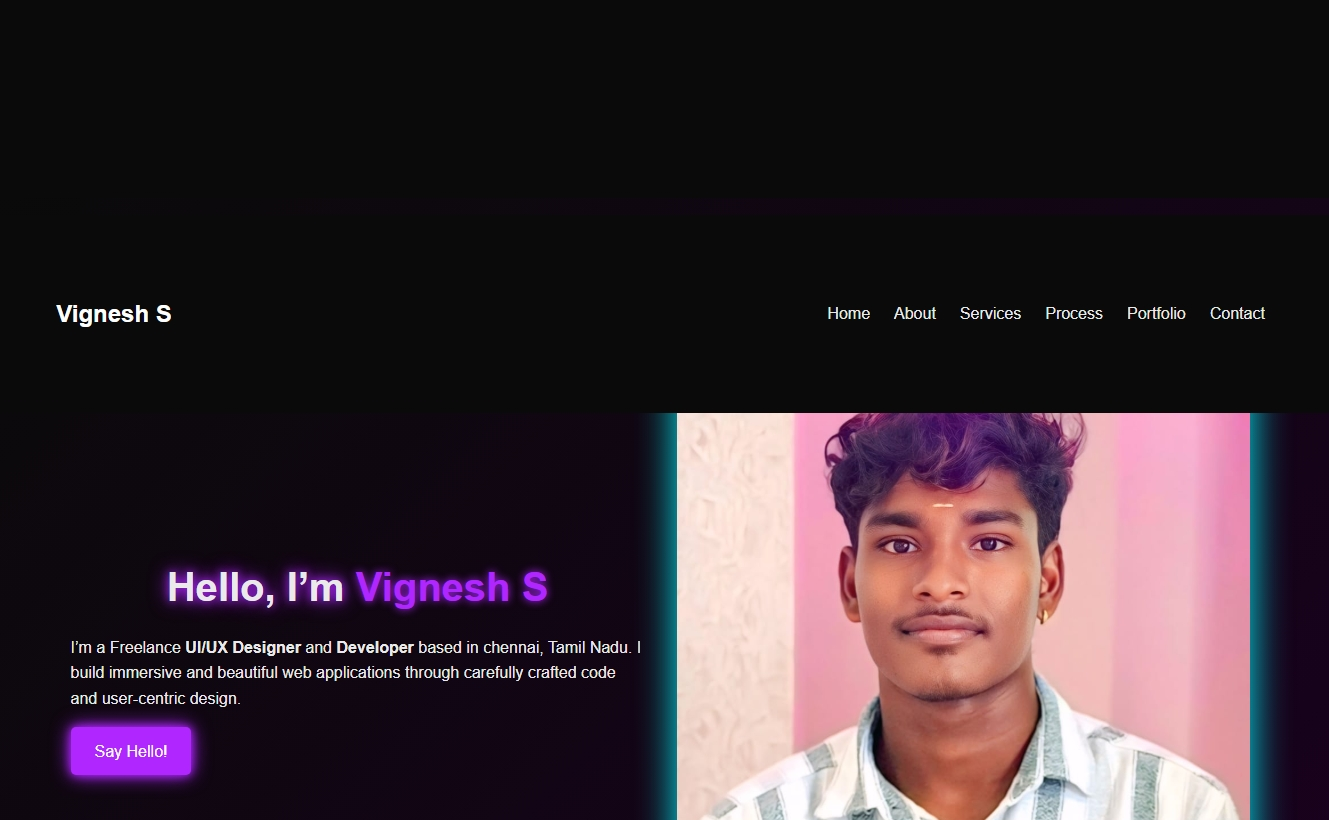 Vignesh S
Home About Services Process Portfolio Contact
Hello, I’m Vignesh S
I’m a Freelance UI/UX Designer and Developer based in chennai, Tamil Nadu. I
build immersive and beautiful web applications through carefully crafted code
and user-centric design.
Say Hello!